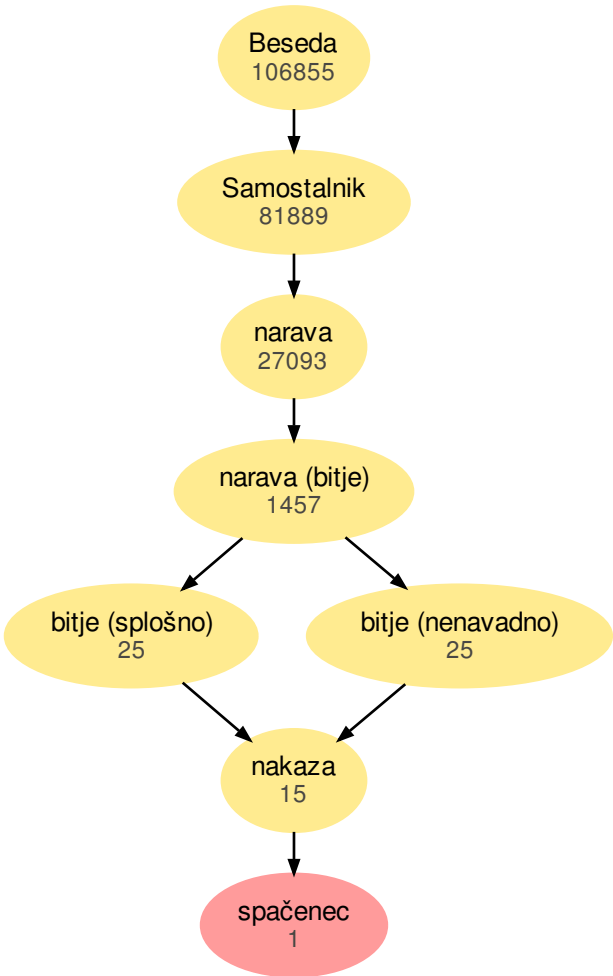 Beseda
106855
Samostalnik
81889
narava
27093
narava (bitje)
1457
bitje (splošno)
25
bitje (nenavadno)
25
nakaza
15
spačenec
1